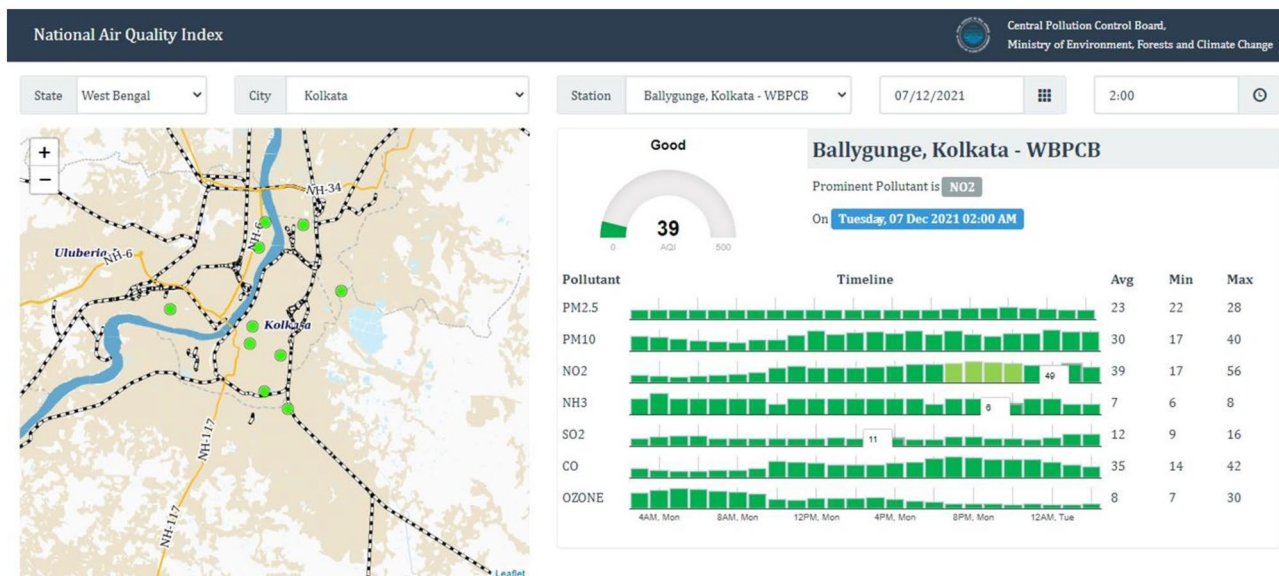 National Air Quality Index
Central Pollution Control Board,
Ministry of Environment, Forests and Climate Change
State West Bengal
City Kolkata
Station Ballygunge, Kolkata - WBPCB
07/12/2021
2:00
+
−
NH-34
NH-6
Uluberia
NH-6
Kolkata
NH-117
NH-117
Leaflet
Good
39
AQI
0
500
Ballygunge, Kolkata - WBPCB
Prominent Pollutant is NO2
On Tuesday, 07 Dec 2021 02:00 AM
Pollutant Timeline Avg Min Max
PM2.5 23 22 28
PM10 30 17 40
NO2 49 39 17 56
NH3 6 7 6 8
SO2 11 12 9 16
CO 35 14 42
OZONE 8 7 30
4AM, Mon 8AM, Mon 12PM, Mon 4PM, Mon 8PM, Mon 12AM, Tue